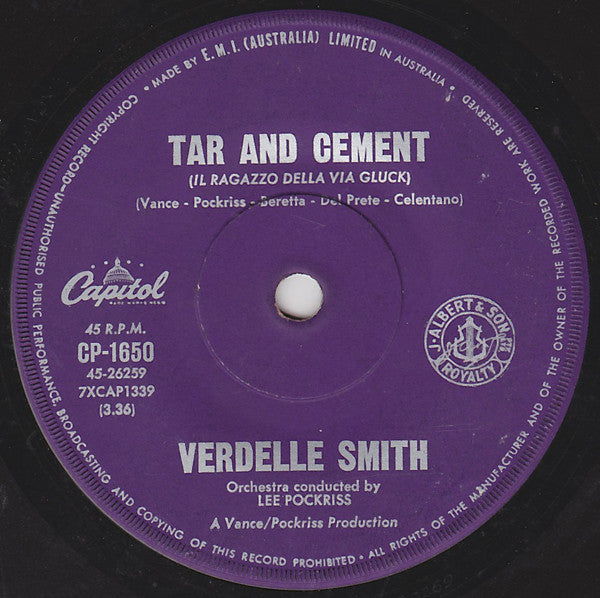 • MADE BY E.M.I. (AUSTRALIA) LIMITED IN AUSTRALIA •
TAR AND CEMENT
(IL RAGAZZO DELLA VIA GLUCK)
(Vance - Pockriss - Beretta - Del Prete - Celentano)
Capitol
45 R.P.M.
CP-1650
45-26259
7XCAP1339
(3.36)
J. ALBERT & SON
ROYALTY
VERDELLE SMITH
Orchestra conducted by
LEE POCKRISS
A Vance/Pockriss Production
COPYRIGHT RECORD—UNAUTHORISED PUBLIC PERFORMANCE, BROADCASTING AND COPYING OF THIS RECORD PROHIBITED • ALL RIGHTS OF THE MANUFACTURER AND OF THE OWNER OF THE RECORDED WORK ARE RESERVED